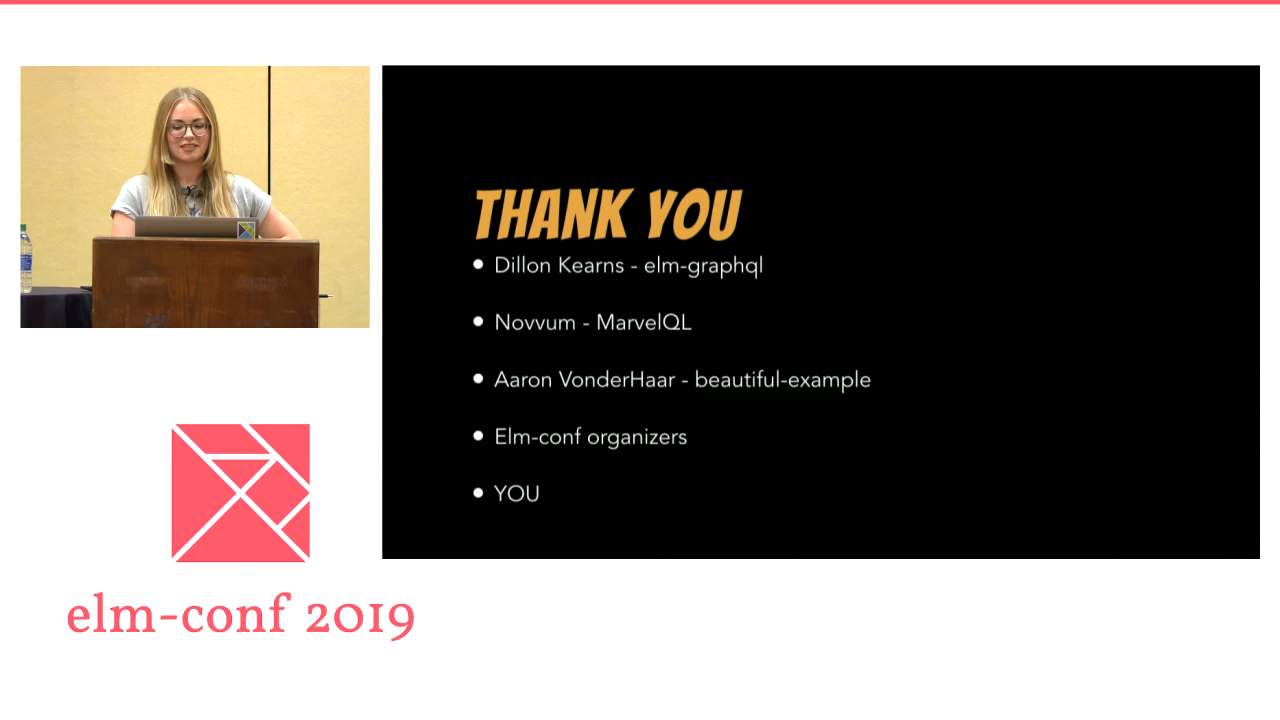 THANK YOU
Dillon Kearns - elm-graphql
Novvum - MarvelQL
Aaron VonderHaar - beautiful-example
Elm-conf organizers
YOU
elm-conf 2019